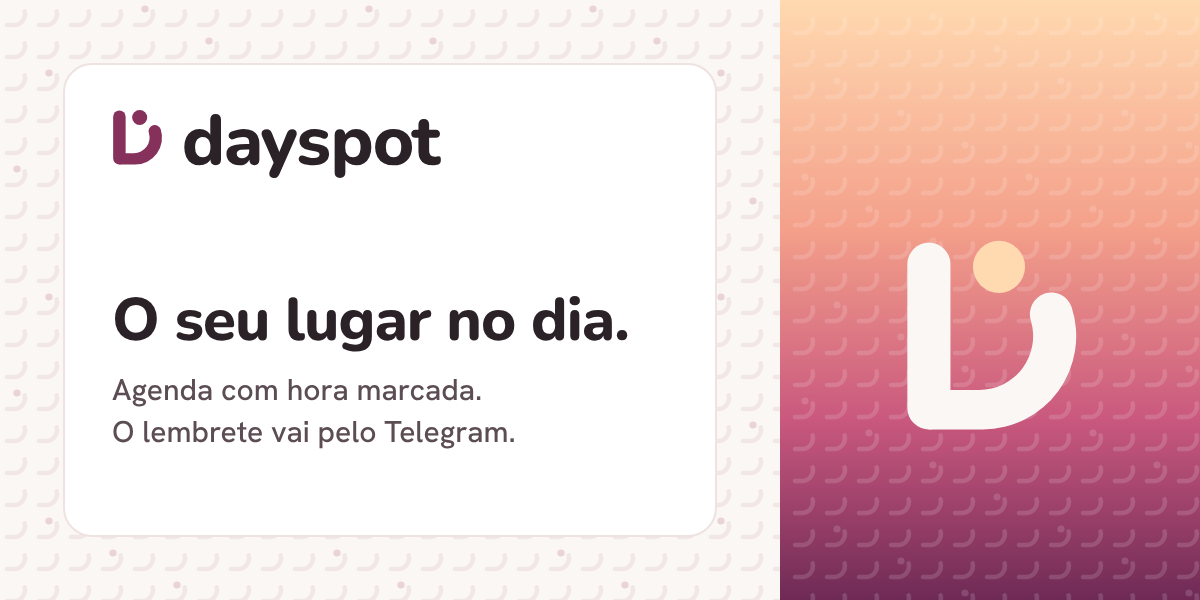 dayspot
O seu lugar no dia.
Agenda com hora marcada.
O lembrete vai pelo Telegram.